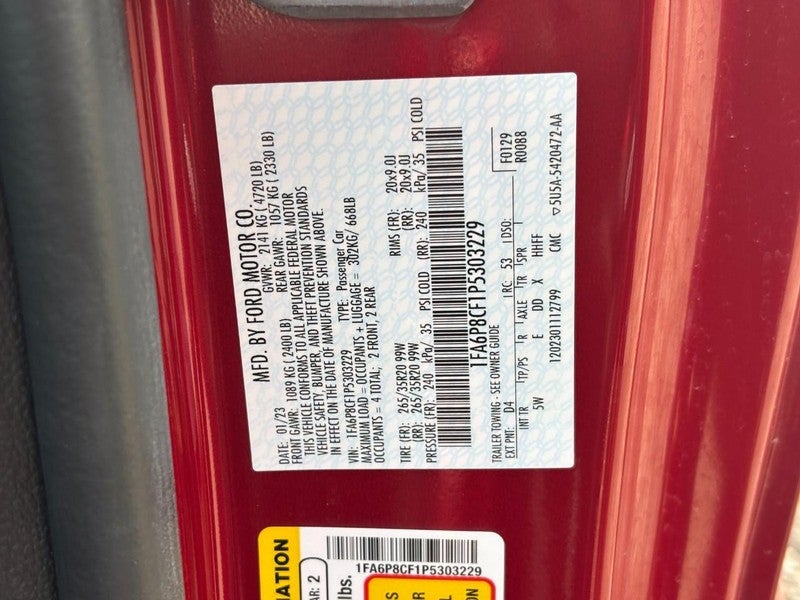 MFD. BY FORD MOTOR CO.
DATE: 01/23 GVWR: 2141 KG ( 4720 LB)
FRONT GAWR: 1089 KG ( 2400 LB) REAR GAWR: 1057 KG ( 2330 LB)
THIS VEHICLE CONFORMS TO ALL APPLICABLE FEDERAL MOTOR
VEHICLE SAFETY, BUMPER, AND THEFT PREVENTION STANDARDS
IN EFFECT ON THE DATE OF MANUFACTURE SHOWN ABOVE.
VIN: 1FA6P8CF1P5303229 TYPE: Passenger Car
MAXIMUM LOAD = OCCUPANTS + LUGGAGE = 302KG/ 668LB
OCCUPANTS = 4 TOTAL; 2 FRONT, 2 REAR
TIRE (FR): 265/35R20 99W RIMS (FR): 20x9.0J
(RR): 265/35R20 99W (RR): 20x9.0J
PRESSURE (FR): 240 kPa/ 35 PSI COLD (RR): 240 kPa/ 35 PSI COLD
1FA6P8CF1P5303229
TRAILER TOWING - SEE OWNER GUIDE F0129
EXT PNT: D4 RC: 53 DSO: R0088
INT TR TP/PS R AXLE TR SPR
5W E DD X HHFF
120230111 2799 CMC ▽5U5A-5420472-AA
1FA6P8CF1P5303229